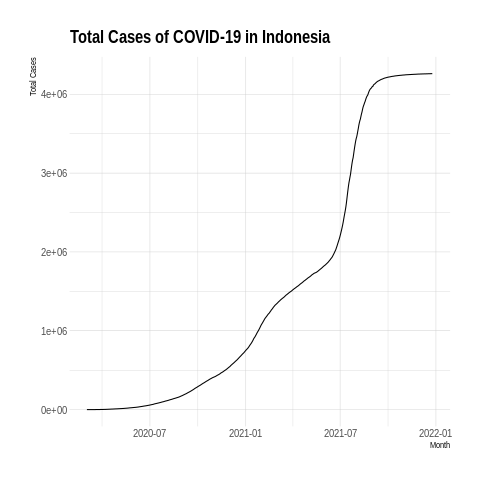 Total Cases of COVID-19 in Indonesia
Total Cases
4e+06
3e+06
2e+06
1e+06
0e+00
2020-07 2021-01 2021-07 2022-01
Month